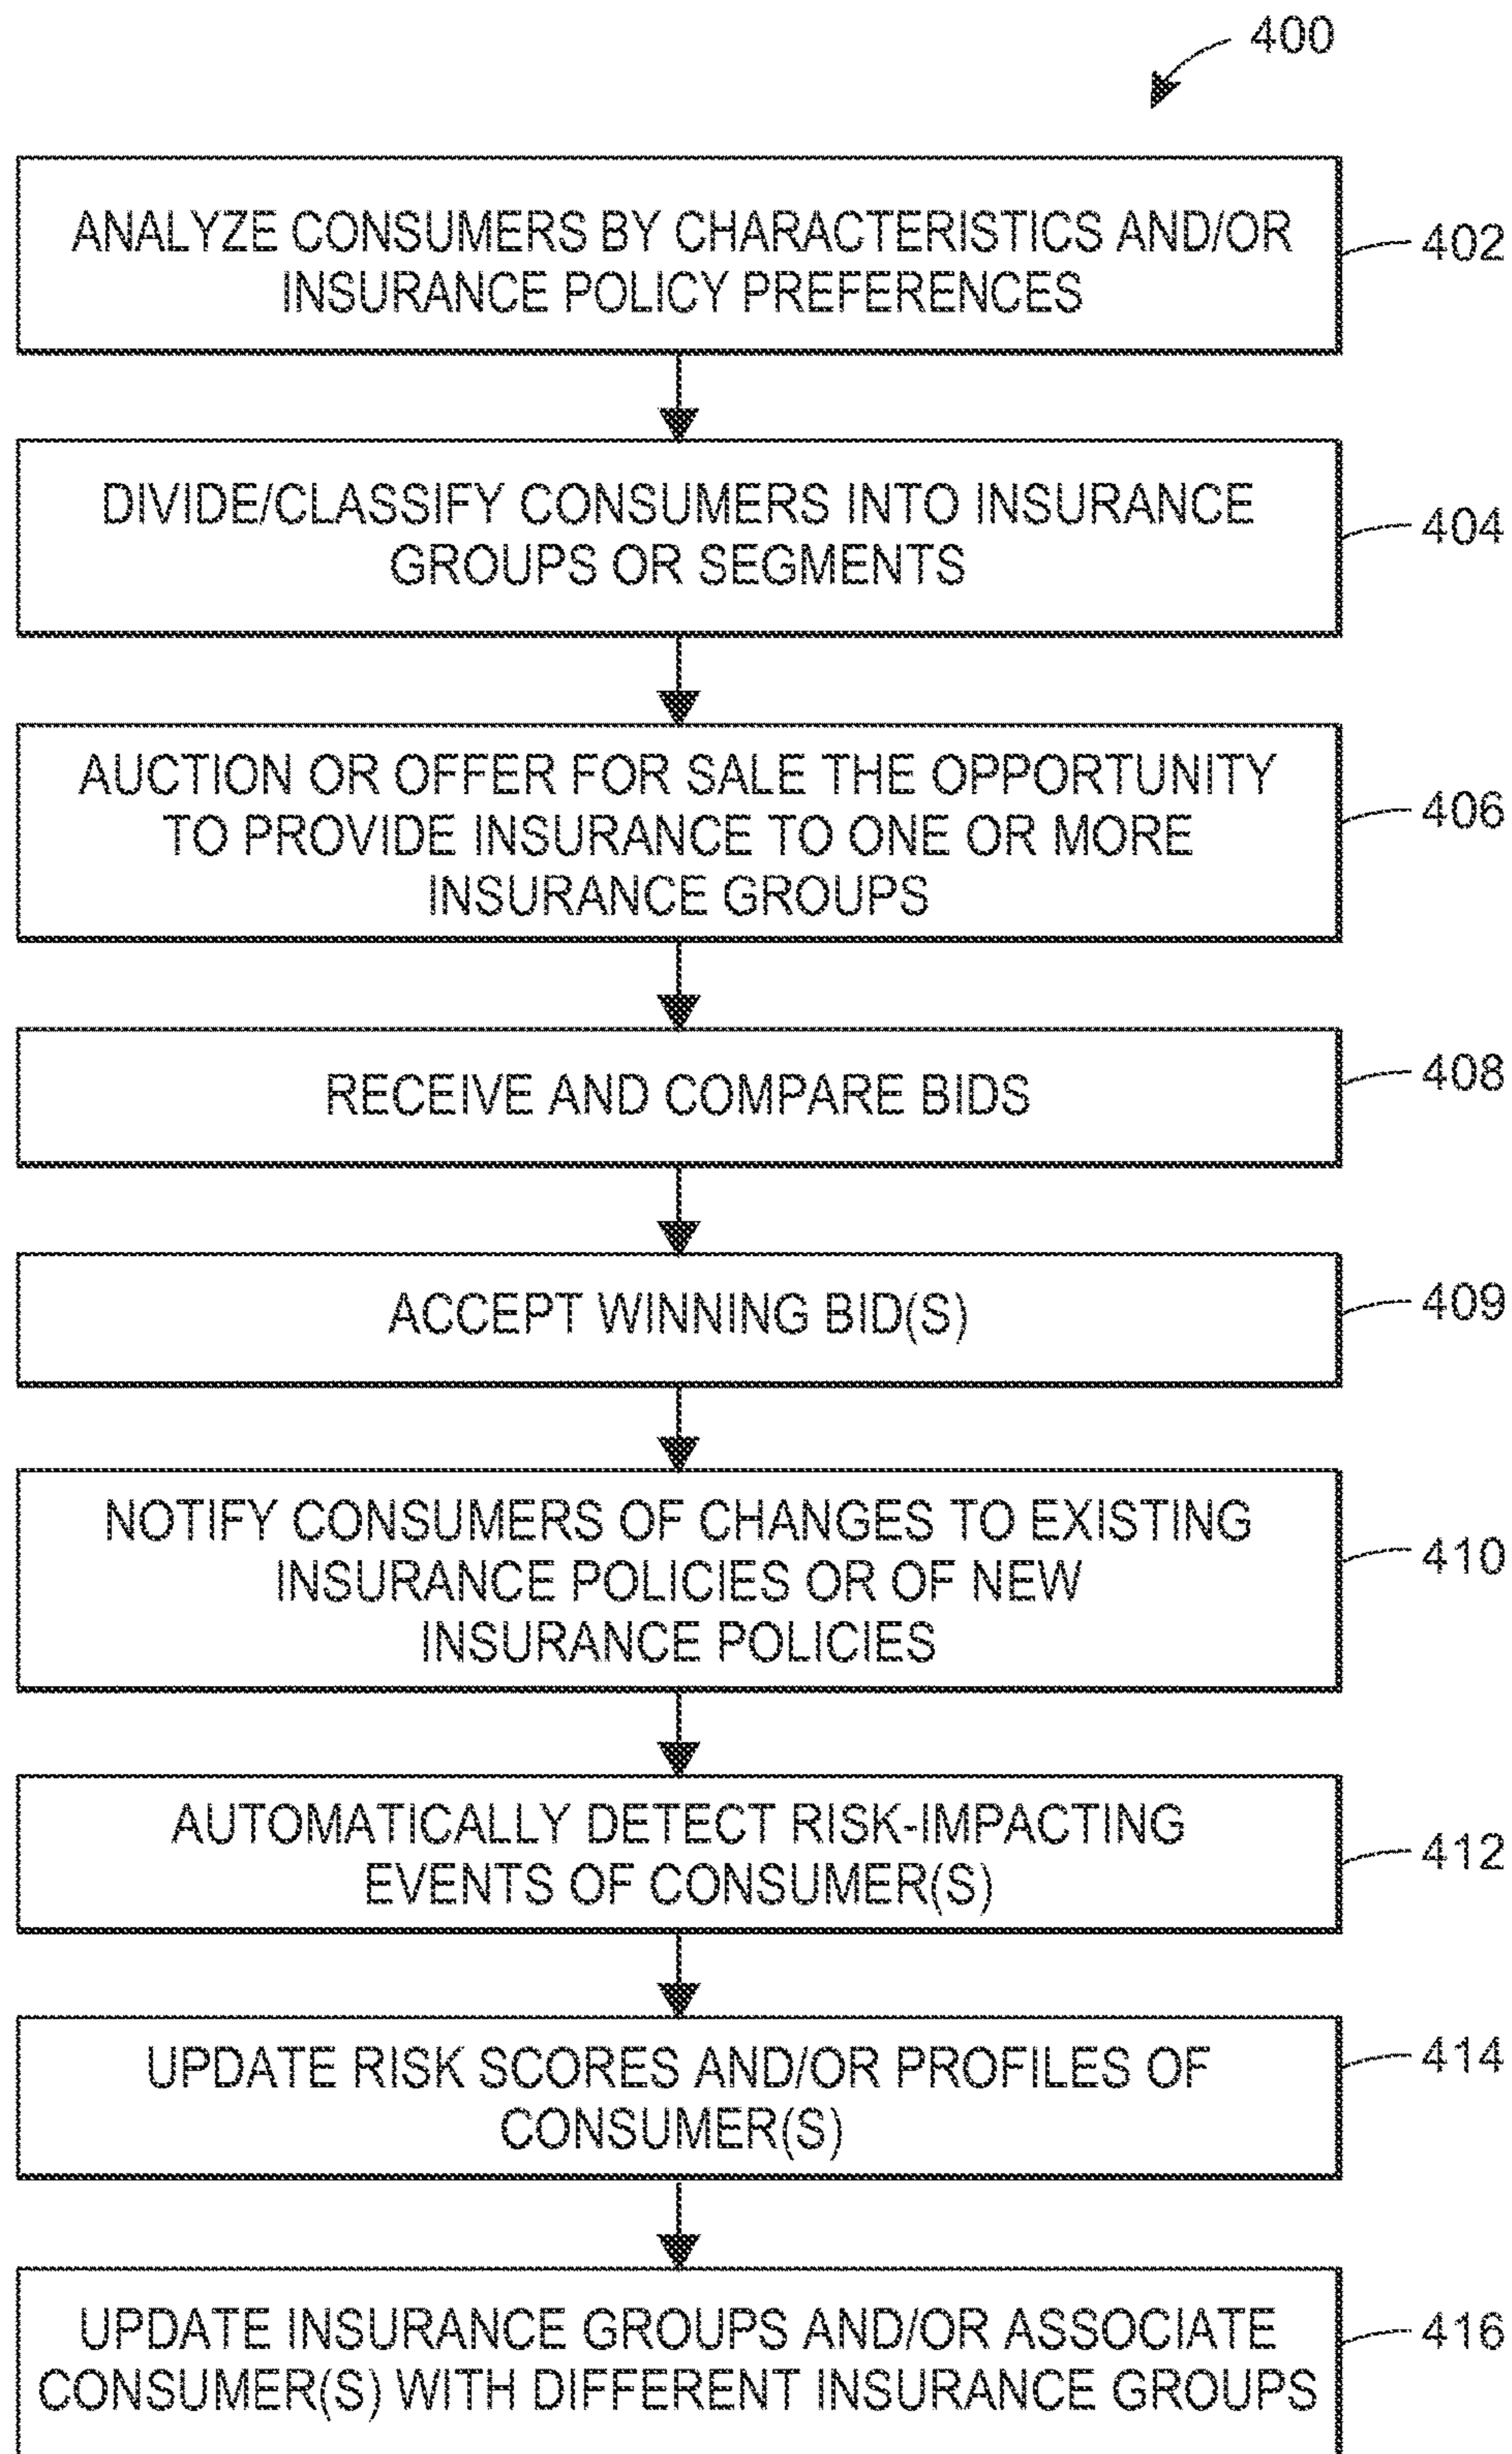 400
ANALYZE CONSUMERS BY CHARACTERISTICS AND/OR
INSURANCE POLICY PREFERENCES
402
DIVIDE/CLASSIFY CONSUMERS INTO INSURANCE
GROUPS OR SEGMENTS
404
AUCTION OR OFFER FOR SALE THE OPPORTUNITY
TO PROVIDE INSURANCE TO ONE OR MORE
INSURANCE GROUPS
406
RECEIVE AND COMPARE BIDS
408
ACCEPT WINNING BID(S)
409
NOTIFY CONSUMERS OF CHANGES TO EXISTING
INSURANCE POLICIES OR OF NEW
INSURANCE POLICIES
410
AUTOMATICALLY DETECT RISK-IMPACTING
EVENTS OF CONSUMER(S)
412
UPDATE RISK SCORES AND/OR PROFILES OF
CONSUMER(S)
414
UPDATE INSURANCE GROUPS AND/OR ASSOCIATE
CONSUMER(S) WITH DIFFERENT INSURANCE GROUPS
416